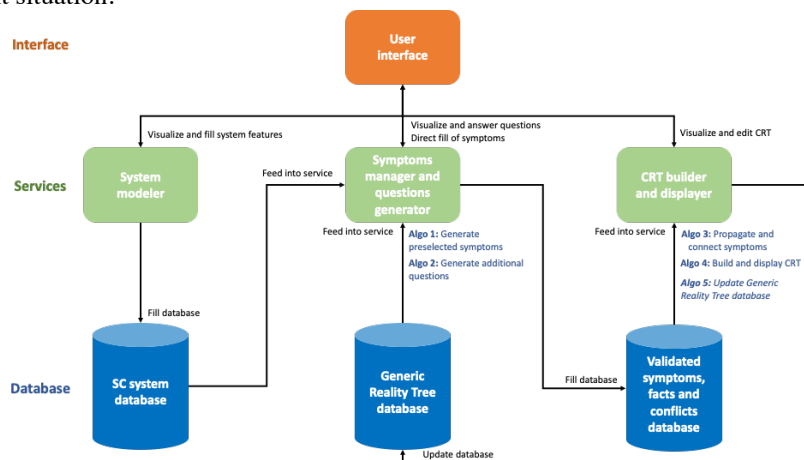 t situation.
Interface
User
interface
Visualize and fill system features
Visualize and answer questions
Direct fill of symptoms
Visualize and edit CRT
Services
System
modeler
Feed into service
Symptoms
manager and
questions
generator
CRT builder
and displayer
Feed into service
Algo 1: Generate
preselected symptoms
Algo 2: Generate additional
questions
Feed into service
Algo 3: Propagate and
connect symptoms
Algo 4: Build and display CRT
Algo 5: Update Generic
Reality Tree database
Fill database
Database
SC system
database
Generic
Reality Tree
database
Fill database
Validated
symptoms,
facts and
conflicts
database
Update database